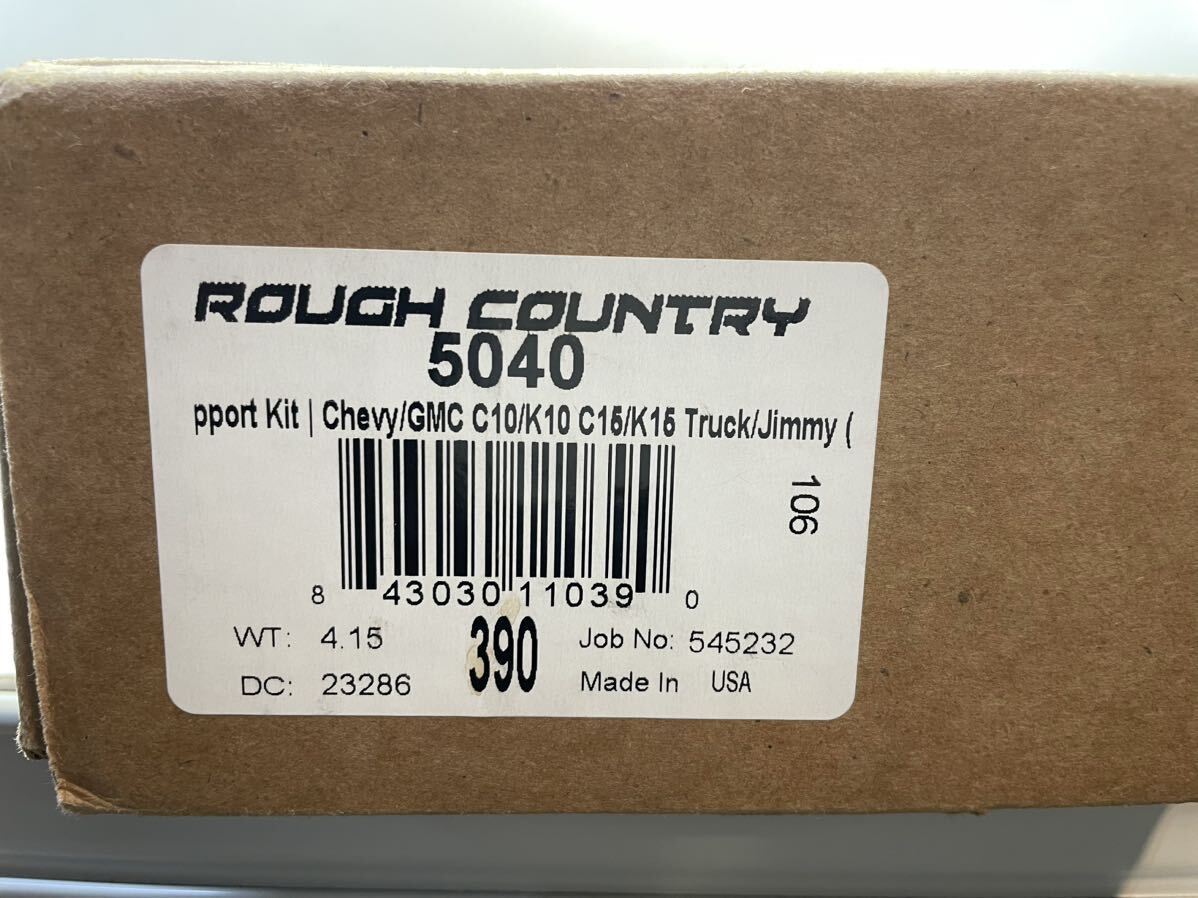 ROUGH COUNTRY
5040
pport Kit | Chevy/GMC C10/K10 C15/K15 Truck/Jimmy (
106
8 43030 11039 0
WT: 4.15 390 Job No: 545232
DC: 23286 Made In USA